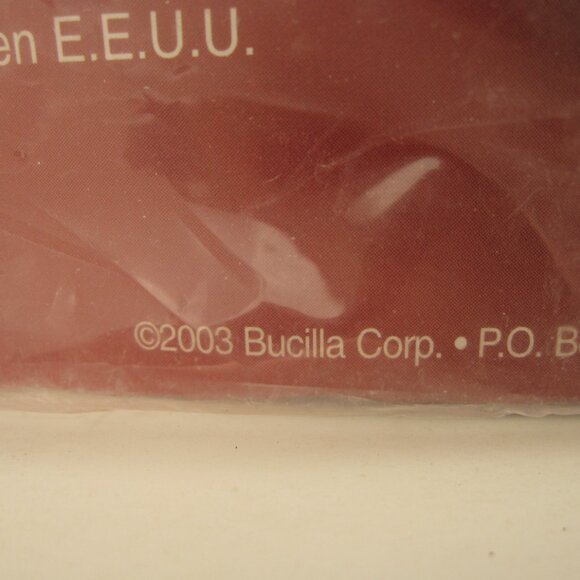 en E.E.U.U.
©2003 Bucilla Corp. • P.O. B